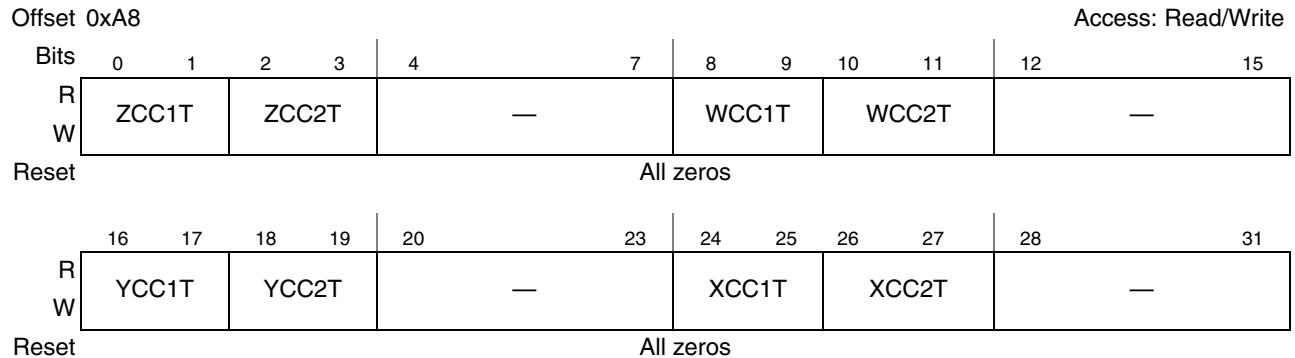 Offset 0xA8 Access: Read/Write
Bits 0 1 2 3 4 7 8 9 10 11 12 15
R
W ZCC1T ZCC2T — WCC1T WCC2T —
Reset All zeros
16 17 18 19 20 23 24 25 26 27 28 31
R
W YCC1T YCC2T — XCC1T XCC2T —
Reset All zeros